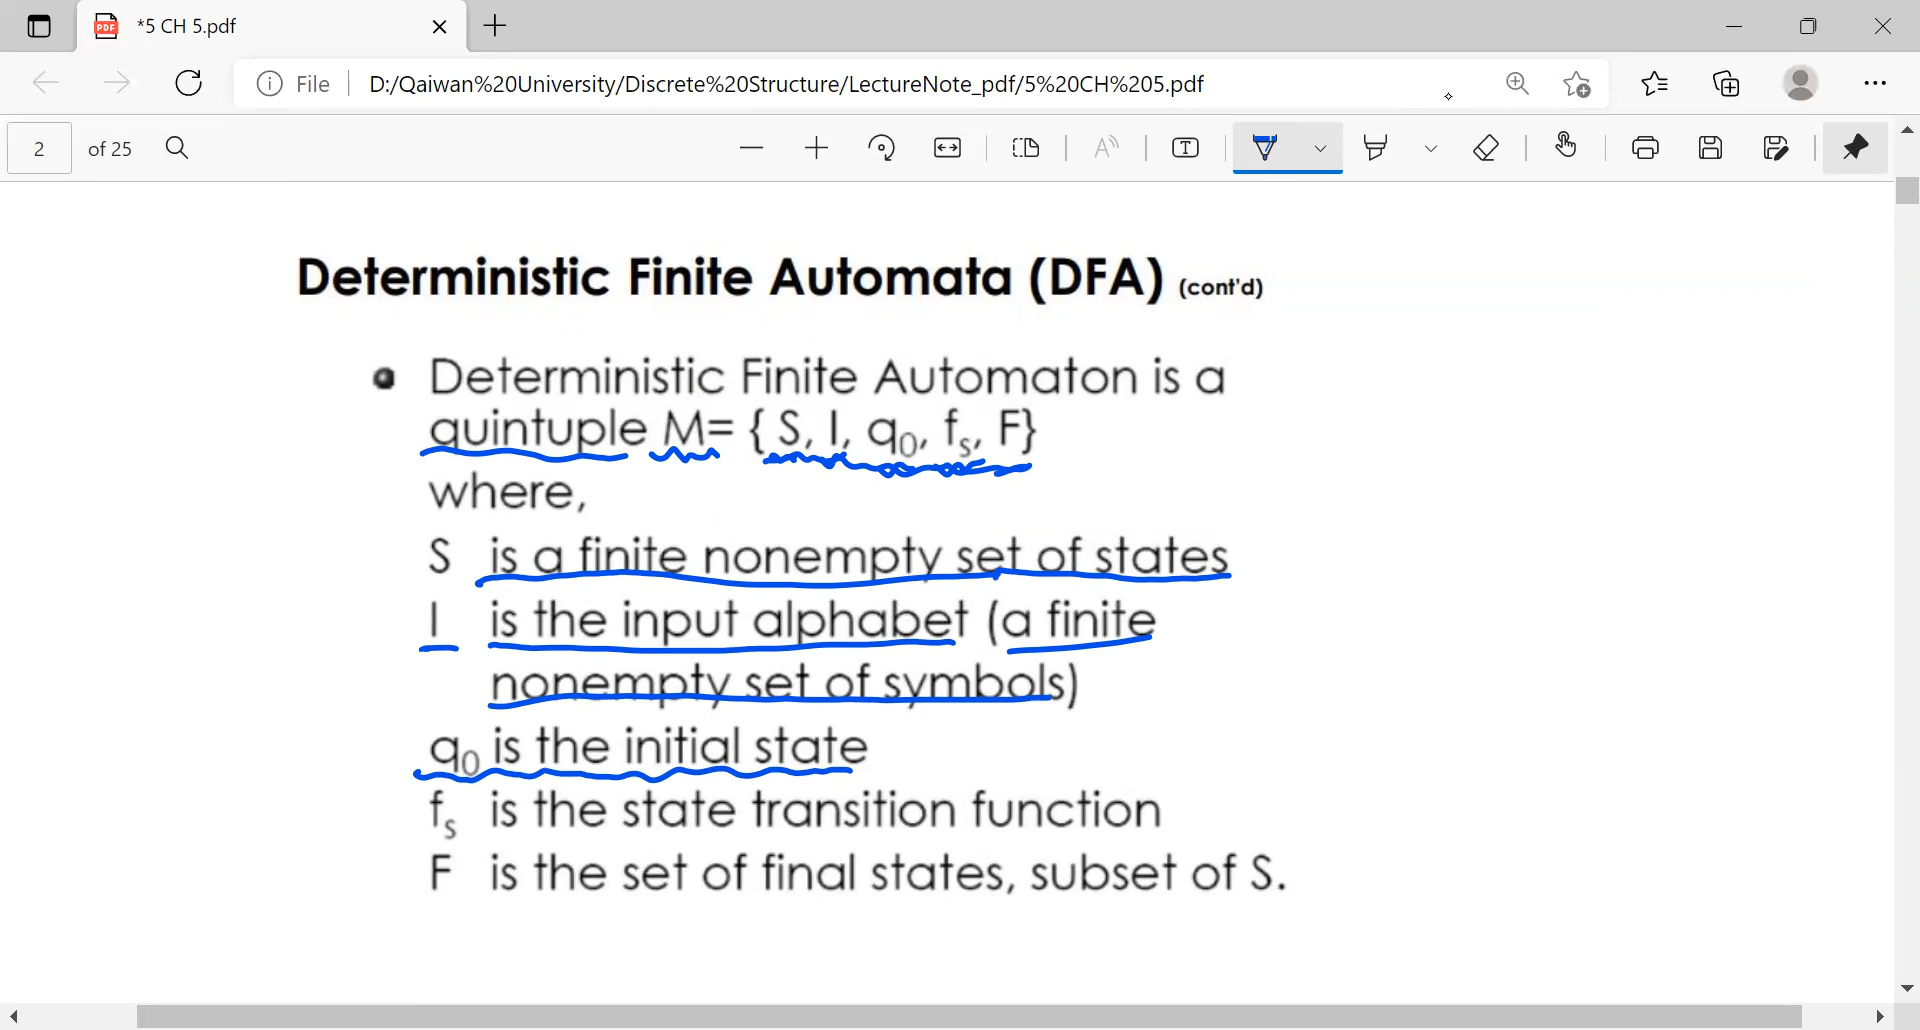 *5 CH 5.pdf
File
D:/Qaiwan%20University/Discrete%20Structure/LectureNote_pdf/5%20CH%205.pdf
2 of 25
Deterministic Finite Automata (DFA) (cont'd)
Deterministic Finite Automaton is a
quintuple M= { S, I, q₀, fₛ, F}
where,
S is a finite nonempty set of states
I is the input alphabet (a finite
nonempty set of symbols)
q₀ is the initial state
fₛ is the state transition function
F is the set of final states, subset of S.